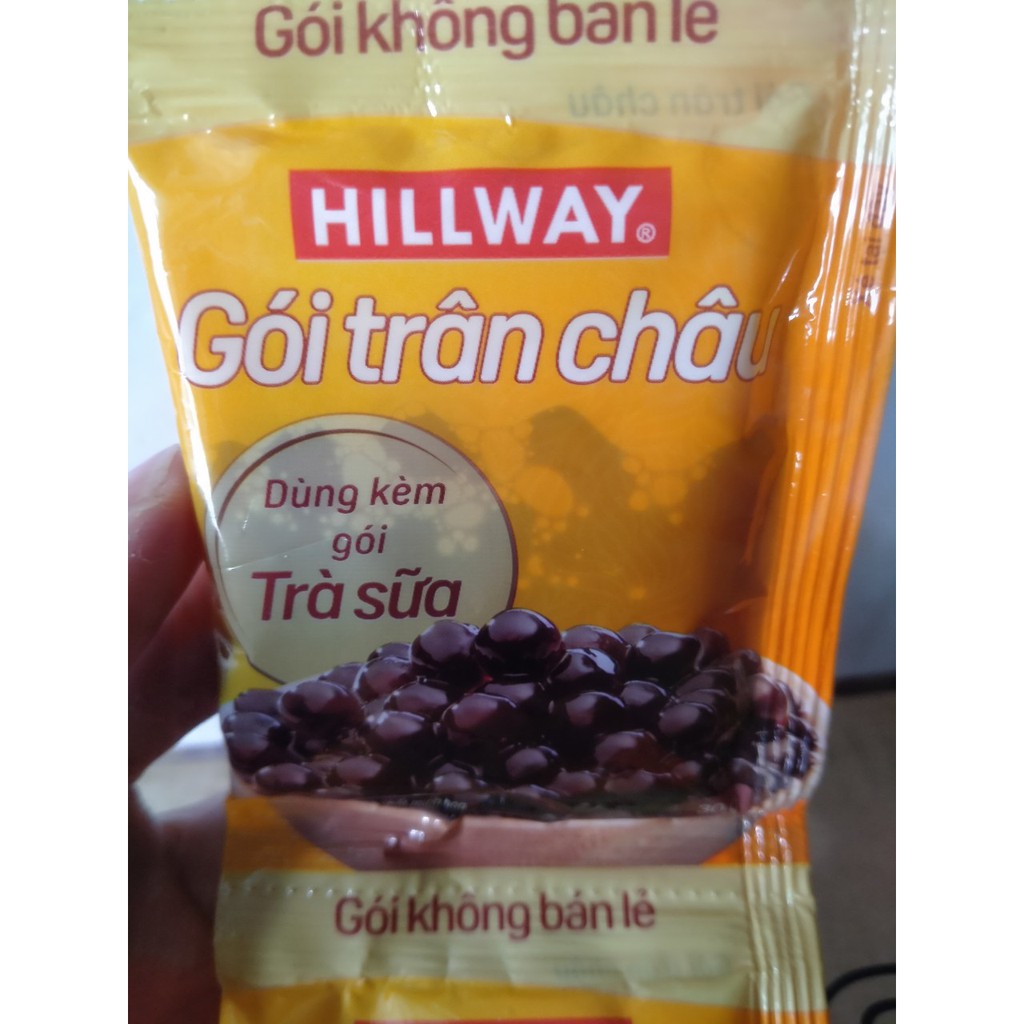 Gói không bán lẻ
HILLWAY®
Gói trân châu
Dùng kèm
gói
Trà sữa
Gói không bán lẻ